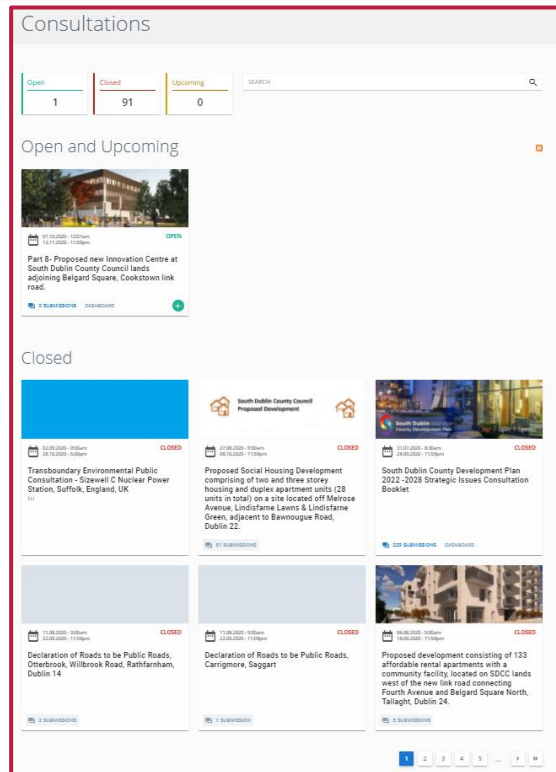 Consultations
Open
Closed
Upcoming
SEARCH
1
91
0
Open and Upcoming
01.10.2020 - 12:01am
12.11.2020 - 11:59pm
OPEN
Part 8- Proposed new Innovation Centre at
South Dublin County Council lands
adjoining Belgard Square, Cookstown link
road.
0 SUBMISSIONS DASHBOARD
Closed
02.09.2020 - 9:00am
28.10.2020 - 5:00pm
CLOSED
Transboundary Environmental Public
Consultation - Sizewell C Nuclear Power
Station, Suffolk, England, UK
South Dublin County Council
Proposed Development
27.08.2020 - 9:00am
08.10.2020 - 11:59pm
CLOSED
Proposed Social Housing Development
comprising of two and three storey
housing and duplex apartment units (28
units in total) on a site located off Melrose
Avenue, Lindisfarne Lawns & Lindisfarne
Green, adjacent to Bawnogue Road,
Dublin 22.
51 SUBMISSIONS
South Dublin
County Development Plan
31.07.2020 - 8:30am
28.09.2020 - 11:59pm
CLOSED
South Dublin County Development Plan
2022 -2028 Strategic Issues Consultation
Booklet
229 SUBMISSIONS DASHBOARD
11.08.2020 - 9:00am
22.09.2020 - 11:59pm
CLOSED
Declaration of Roads to be Public Roads,
Otterbrook, Willbrook Road, Rathfarnham,
Dublin 14
2 SUBMISSIONS
11.08.2020 - 9:00am
CLOSED
Declaration of Roads to be Public Roads,
Carrigmore, Saggart
1 SUBMISSION
06.08.2020 - 9:00am
18.09.2020 - 11:59pm
CLOSED
Proposed development consisting of 133
affordable rental apartments with a
community facility, located on SDCC lands
west of the new link road connecting
Fourth Avenue and Belgard Square North,
Tallaght, Dublin 24.
5 SUBMISSIONS
1 2 3 4 5 ... > »